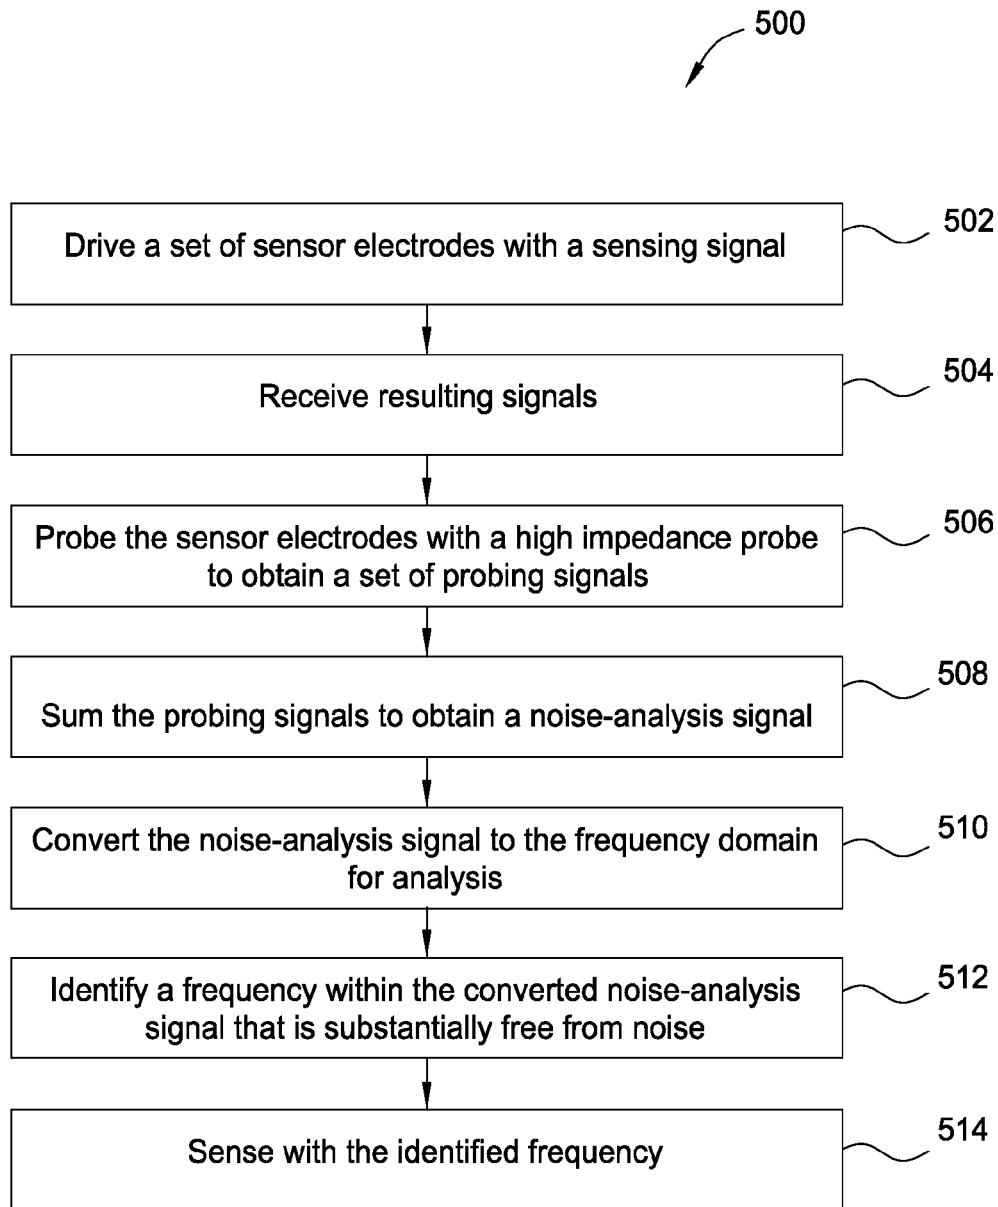 500
Drive a set of sensor electrodes with a sensing signal
502
Receive resulting signals
504
Probe the sensor electrodes with a high impedance probe
to obtain a set of probing signals
506
Sum the probing signals to obtain a noise-analysis signal
508
Convert the noise-analysis signal to the frequency domain
for analysis
510
Identify a frequency within the converted noise-analysis
signal that is substantially free from noise
512
Sense with the identified frequency
514